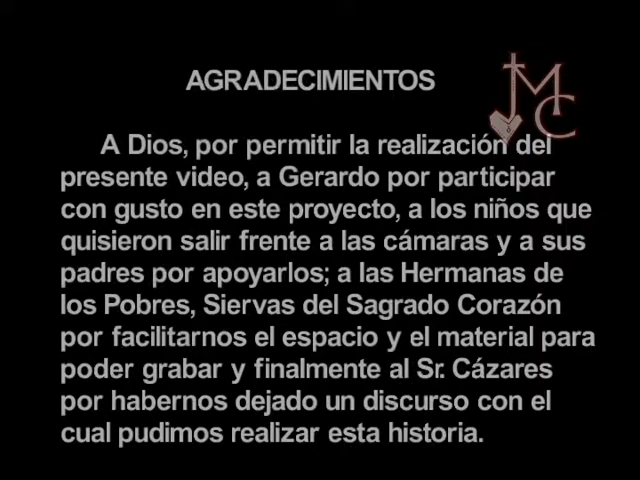 AGRADECIMIENTOS
JMC
A Dios, por permitir la realización del
presente video, a Gerardo por participar
con gusto en este proyecto, a los niños que
quisieron salir frente a las cámaras y a sus
padres por apoyarlos; a las Hermanas de
los Pobres, Siervas del Sagrado Corazón
por facilitarnos el espacio y el material para
poder grabar y finalmente al Sr. Cázares
por habernos dejado un discurso con el
cual pudimos realizar esta historia.